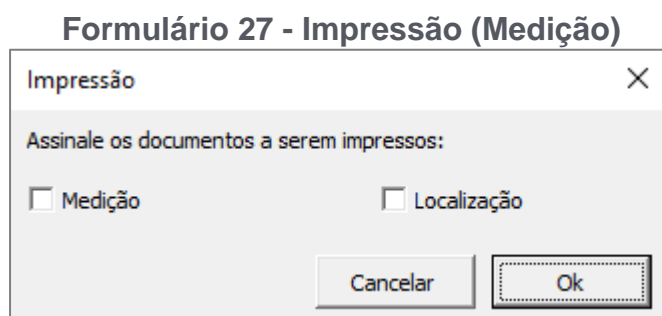 Formulário 27 - Impressão (Medição)
Impressão
Assinale os documentos a serem impressos:
Medição Localização
Cancelar Ok